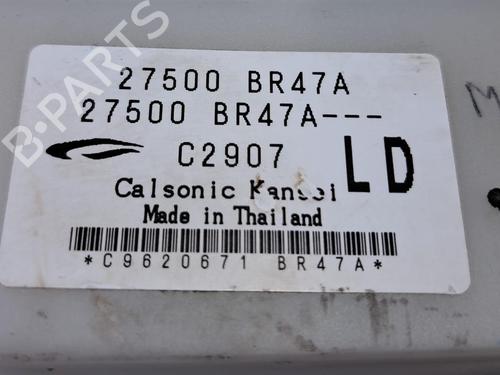 27500 BR47A
27500 BR47A---
C2907
LD
Calsonic Kansei
Made in Thailand
*C9620671 BR47A*
B-PARTS
M